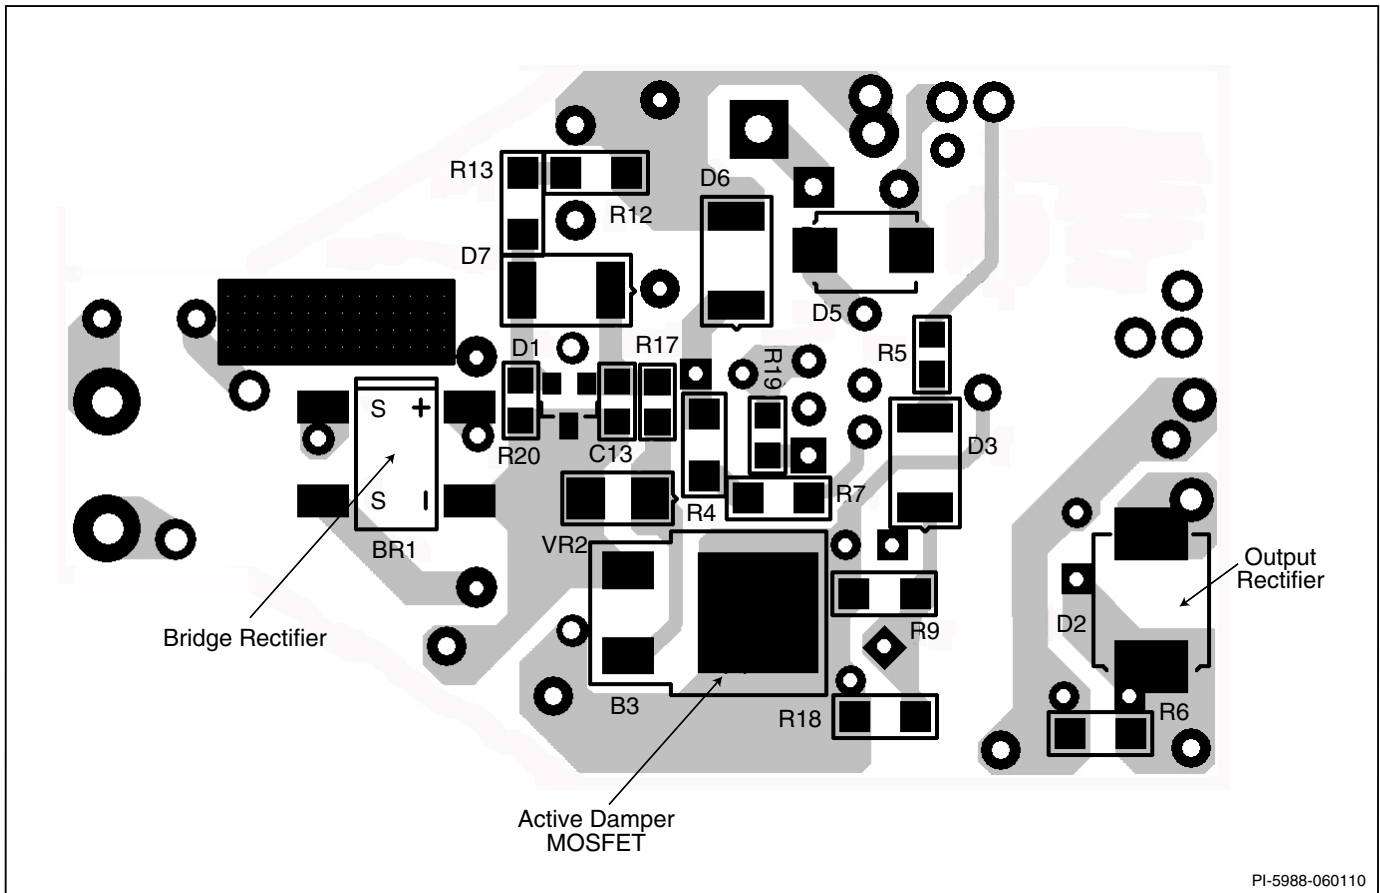 R13
D6
R12
D7
D5
D1
R17
R19
R5
S +
D3
R20
C13
S –
R4
R7
BR1
VR2
Output
Rectifier
D2
R9
Bridge Rectifier
B3
R18
R6
Active Damper
MOSFET
PI-5988-060110